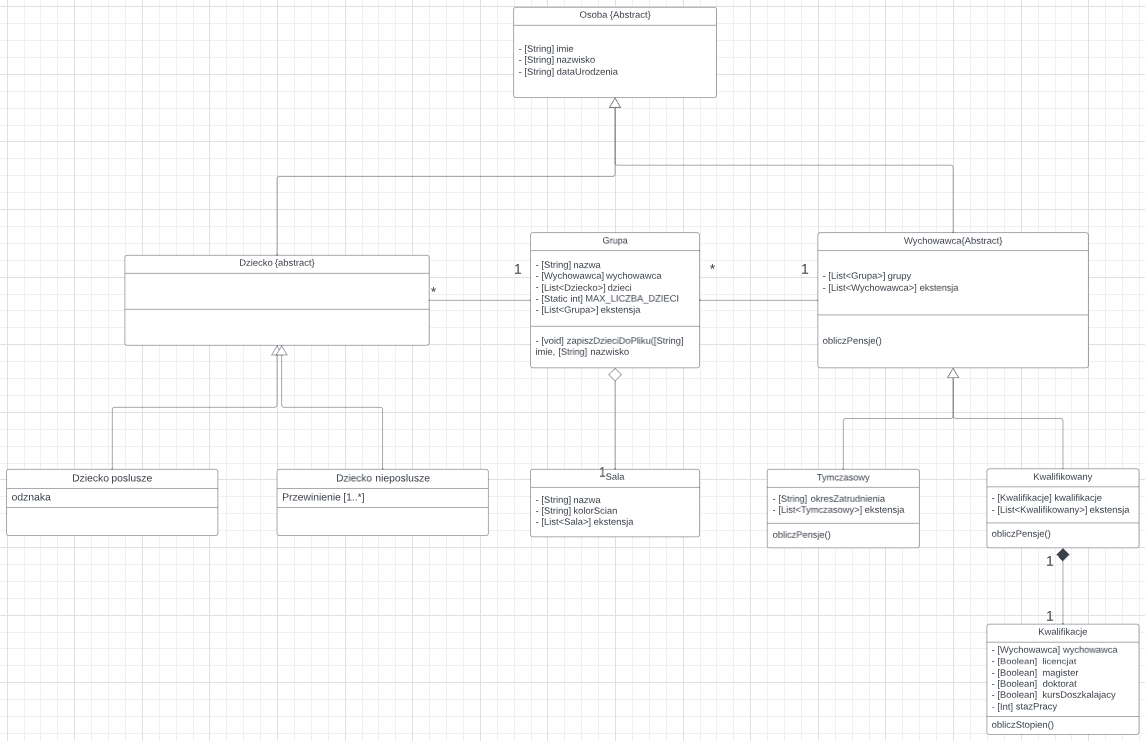 Osoba {Abstract}
- [String] imie
- [String] nazwisko
- [String] dataUrodzenia
Dziecko {abstract}
*
1
Grupa
- [String] nazwa
- [Wychowawca] wychowawca
- [List<Dziecko>] dzieci
- [Static int] MAX_LICZBA_DZIECI
- [List<Grupa>] ekstensja
- [void] zapiszDzieciDoPliku([String]
imie, [String] nazwisko
*
1
Wychowawca{Abstract}
- [List<Grupa>] grupy
- [List<Wychowawca>] ekstensja
obliczPensje()
Dziecko poslusze
odznaka
Dziecko nieposlusze
Przewinienie [1..*]
1
Sala
- [String] nazwa
- [String] kolorScian
- [List<Sala>] ekstensja
Tymczasowy
- [String] okresZatrudnienia
- [List<Tymczasowy>] ekstensja
obliczPensje()
Kwalifikowany
- [Kwalifikacje] kwalifikacje
- [List<Kwalifikowany>] ekstensja
obliczPensje()
1
1
Kwalifikacje
- [Wychowawca] wychowawca
- [Boolean] licencjat
- [Boolean] magister
- [Boolean] doktorat
- [Boolean] kursDoszkalajacy
- [Int] stazPracy
obliczStopien()